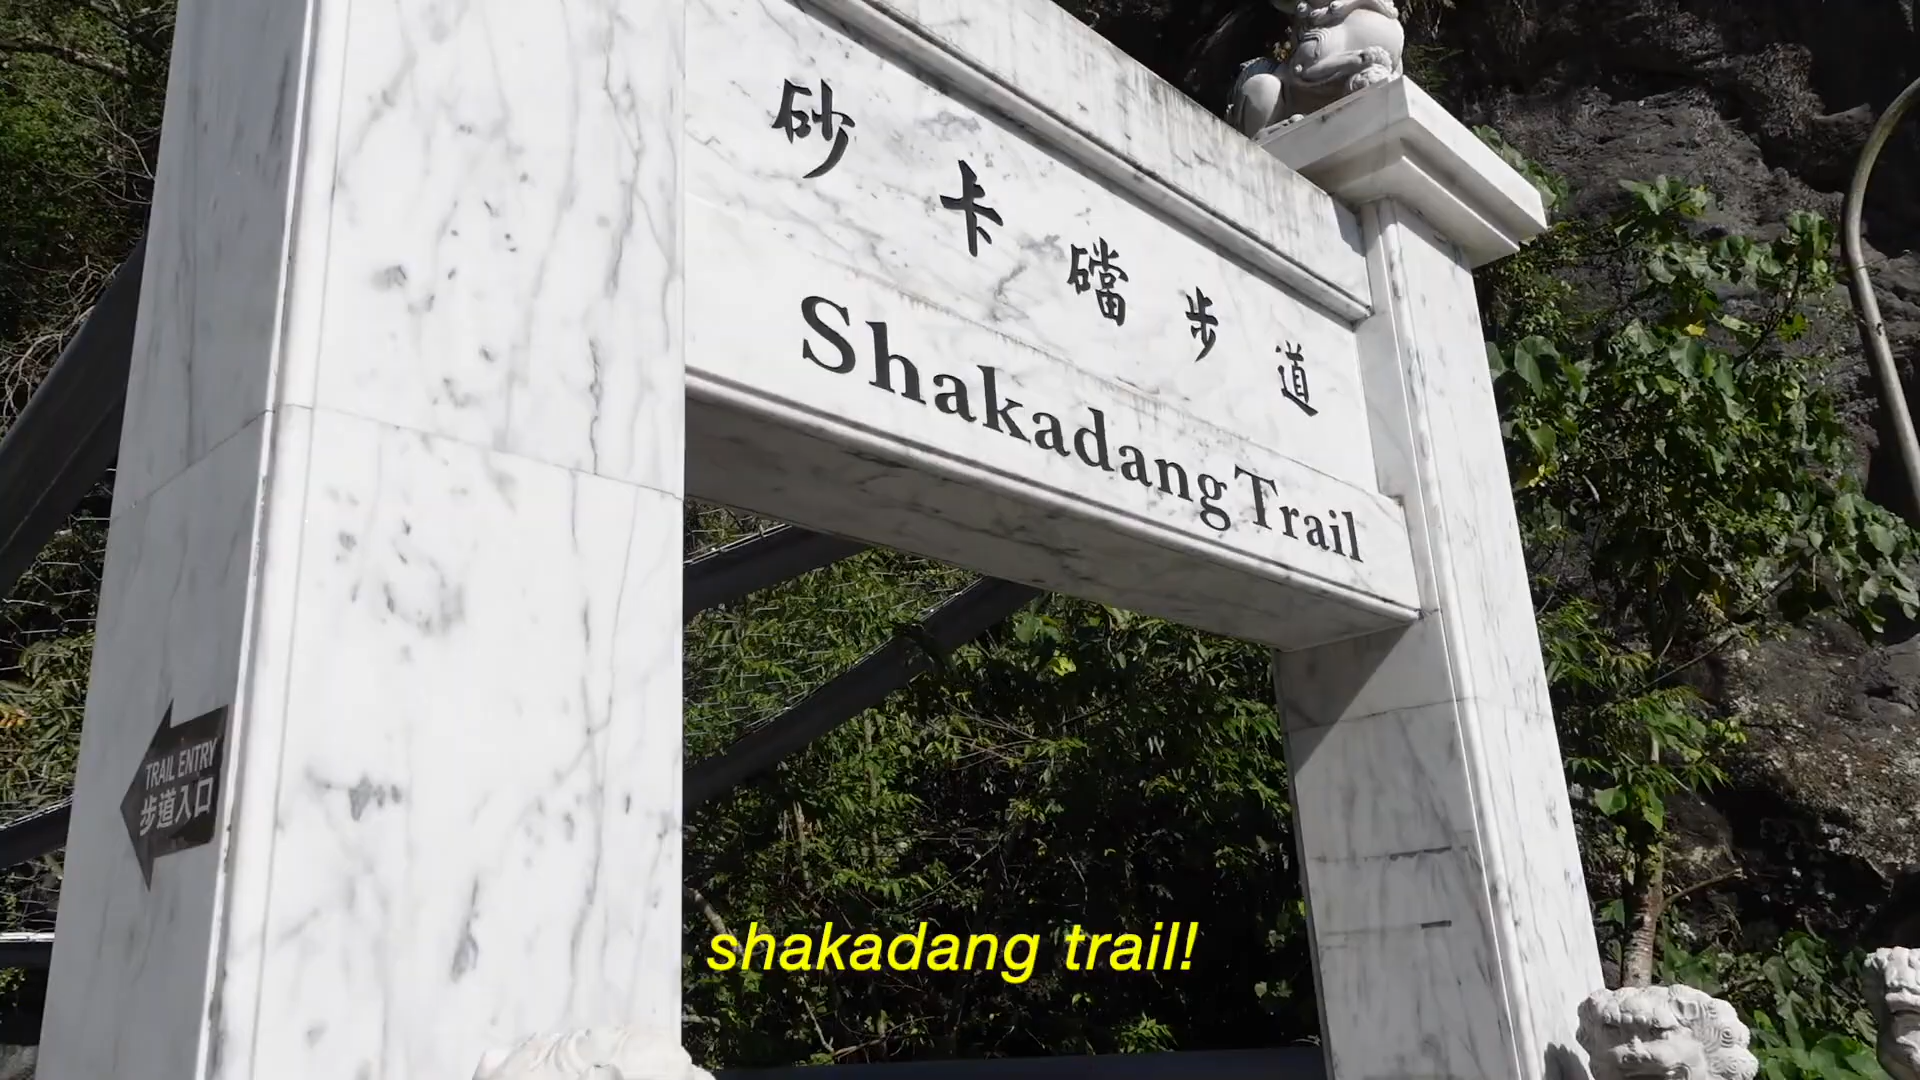 砂卡礑步道
Shakadang Trail
TRAIL ENTRY
步道入口
shakadang trail!